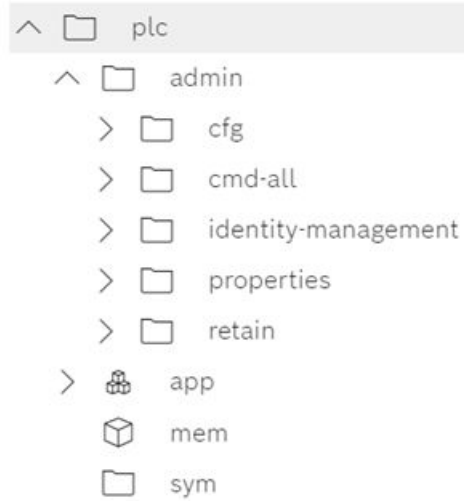 plc
admin
cfg
cmd-all
identity-management
properties
retain
app
mem
sym